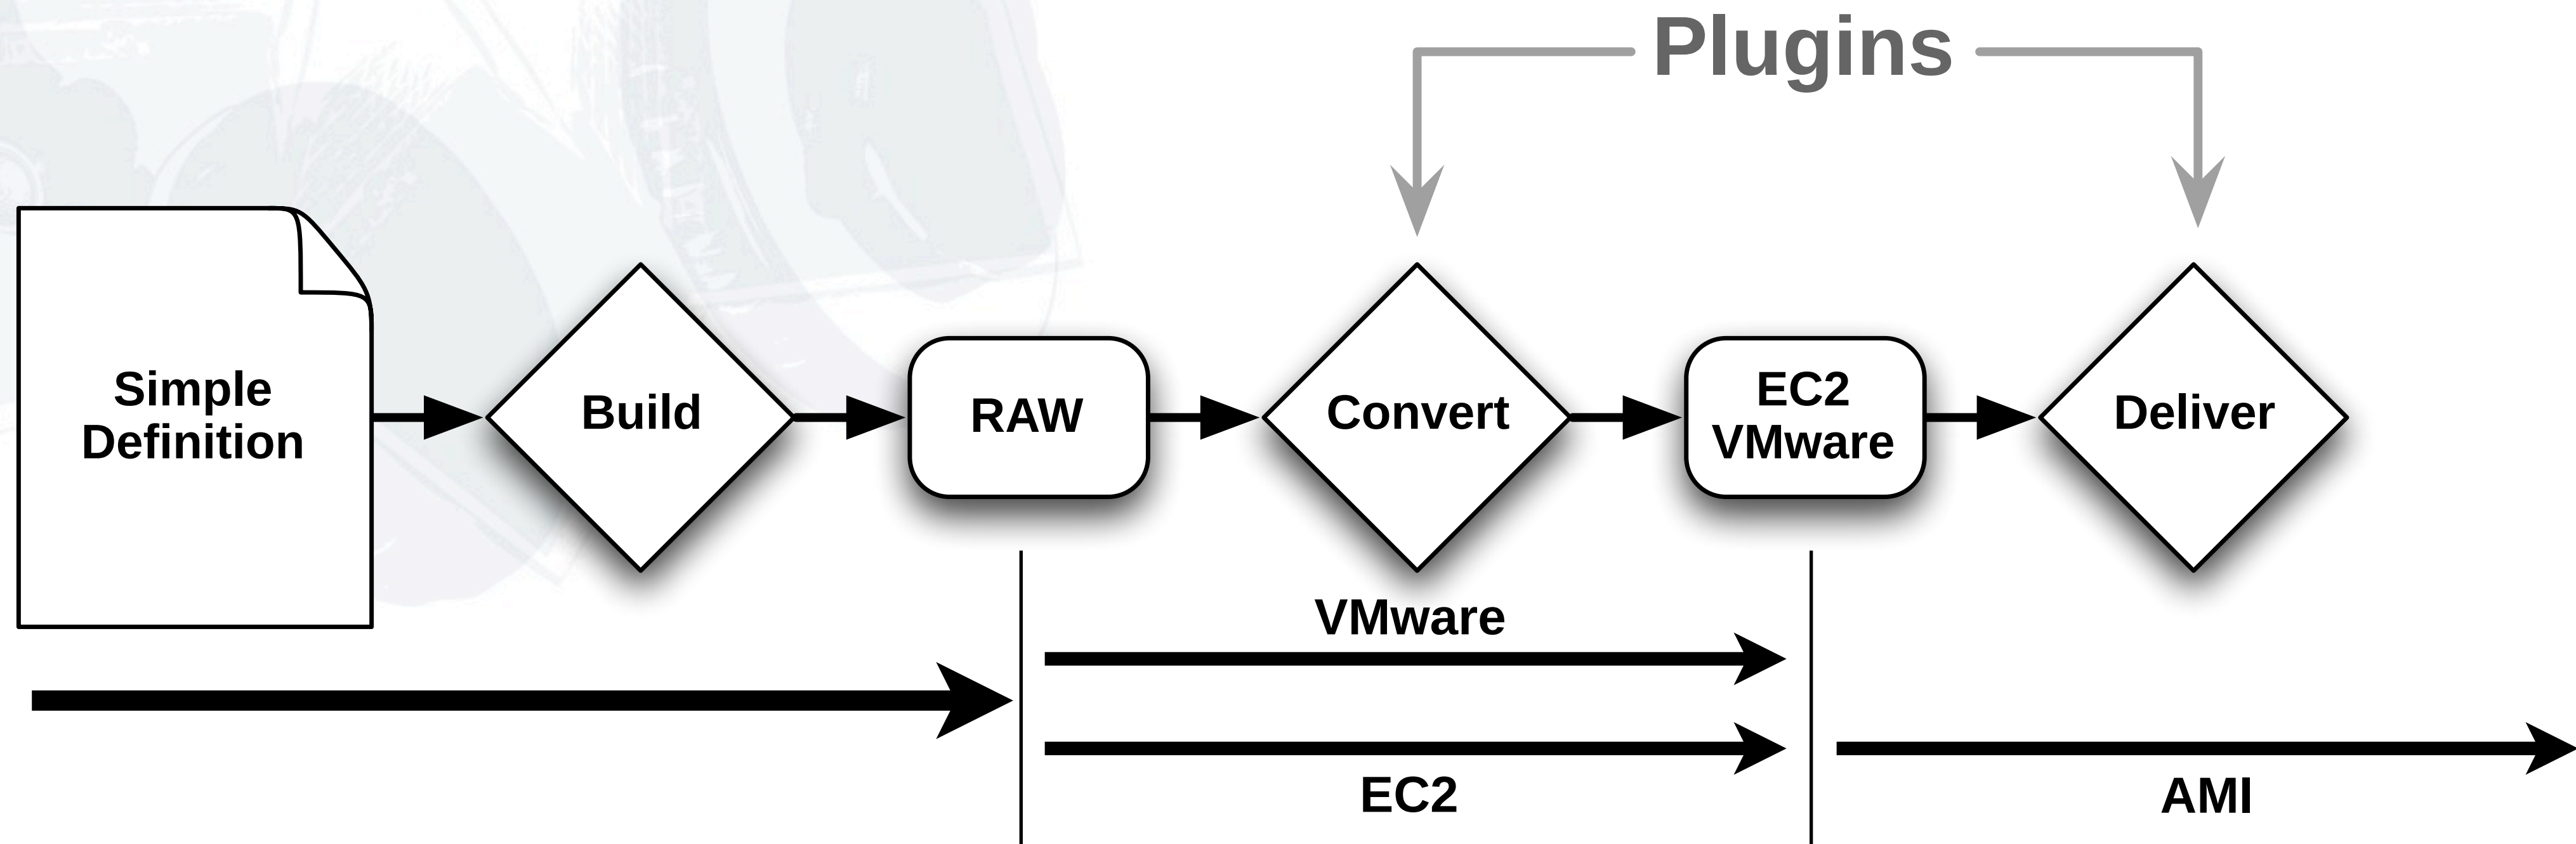 Plugins
Simple
Definition
Build
RAW
Convert
EC2
VMware
Deliver
VMware
EC2
AMI